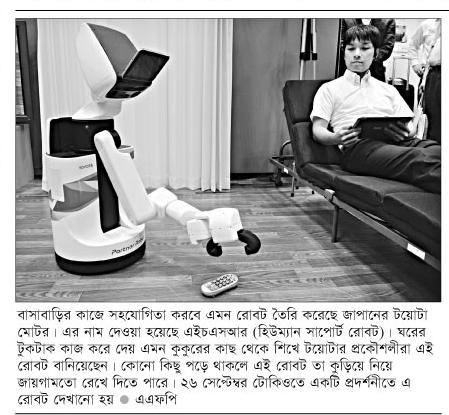 TOYOTA
Partner Robot
বাসাবাড়ির কাজে সহযোগিতা করবে এমন রোবট তৈরি করেছে জাপানের টয়োটা
মোটর। এর নাম দেওয়া হয়েছে এইচএসআর (হিউম্যান সাপোর্ট রোবট)। ঘরের
টুকটাক কাজ করে দেয় এমন কুকুরের কাছ থেকে শিখে টয়োটার প্রকৌশলীরা এই
রোবট বানিয়েছেন। কোনো কিছু পড়ে থাকলে এই রোবট তা কুড়িয়ে নিয়ে
জায়গামতো রেখে দিতে পারে। ২৬ সেপ্টেম্বর টোকিওতে একটি প্রদর্শনীতে এ
রোবট দেখানো হয় ● এএফপি